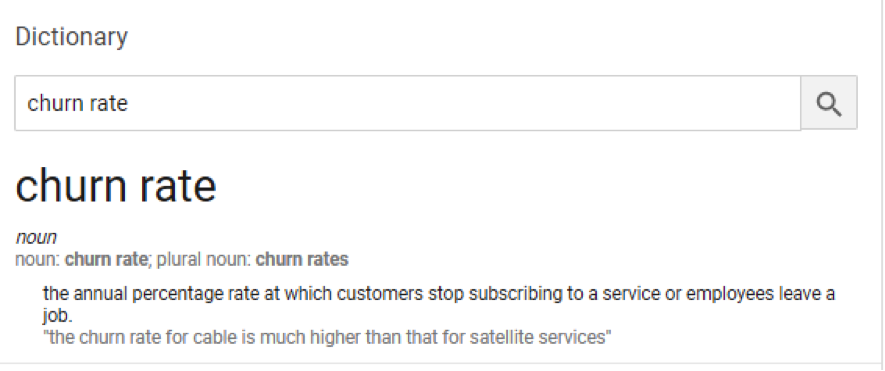 Dictionary
churn rate
churn rate
noun
noun: churn rate; plural noun: churn rates
the annual percentage rate at which customers stop subscribing to a service or employees leave a
job.
"the churn rate for cable is much higher than that for satellite services"